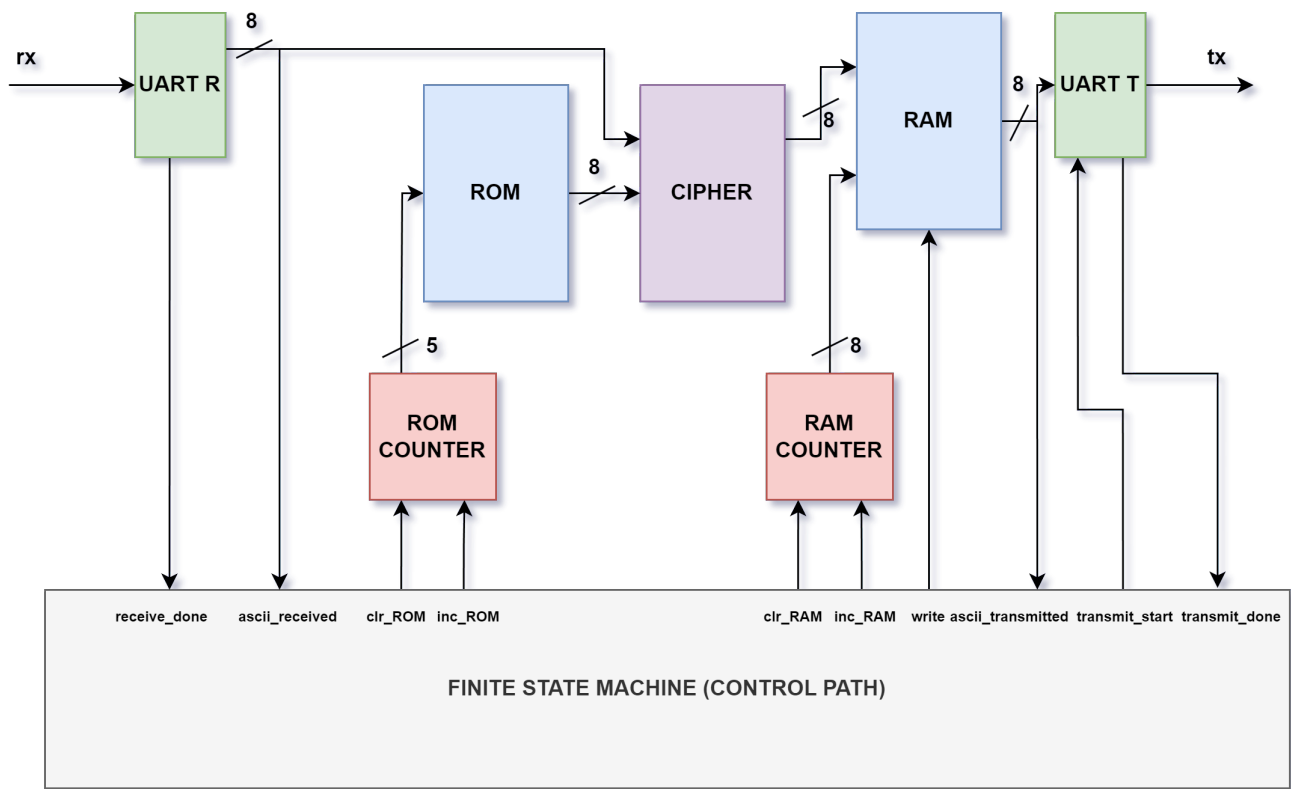 8
rx
UART R
8
RAM
8
UART T
tx
ROM
8
CIPHER
8
5
8
ROM
COUNTER
RAM
COUNTER
receive_done
ascii_received
clr_ROM
inc_ROM
clr_RAM
inc_RAM
write
ascii_transmitted
transmit_start
transmit_done
FINITE STATE MACHINE (CONTROL PATH)